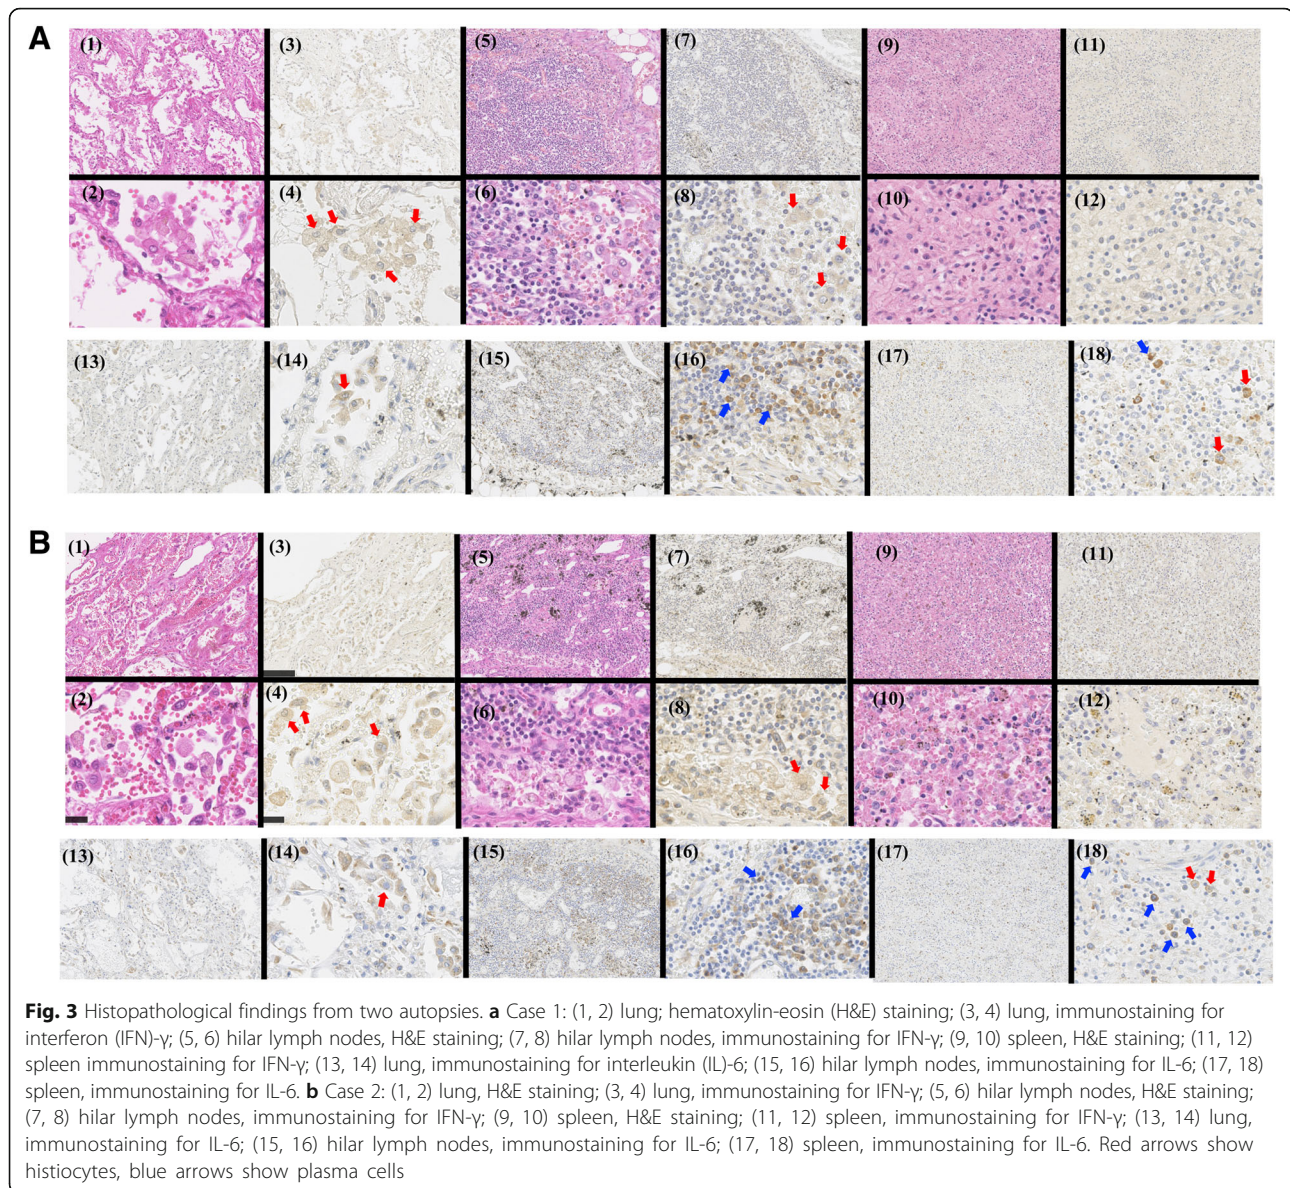 A
(1) (3) (5) (7) (9) (11)
(2) (4) (6) (8) (10) (12)
(13) (14) (15) (16) (17) (18)
B
(1) (3) (5) (7) (9) (11)
(2) (4) (6) (8) (10) (12)
(13) (14) (15) (16) (17) (18)
Fig. 3 Histopathological findings from two autopsies. a Case 1: (1, 2) lung; hematoxylin-eosin (H&E) staining; (3, 4) lung, immunostaining for
interferon (IFN)-γ; (5, 6) hilar lymph nodes, H&E staining; (7, 8) hilar lymph nodes, immunostaining for IFN-γ; (9, 10) spleen, H&E staining; (11, 12)
spleen immunostaining for IFN-γ; (13, 14) lung, immunostaining for interleukin (IL)-6; (15, 16) hilar lymph nodes, immunostaining for IL-6; (17, 18)
spleen, immunostaining for IL-6. b Case 2: (1, 2) lung, H&E staining; (3, 4) lung, immunostaining for IFN-γ; (5, 6) hilar lymph nodes, H&E staining;
(7, 8) hilar lymph nodes, immunostaining for IFN-γ; (9, 10) spleen, H&E staining; (11, 12) spleen, immunostaining for IFN-γ; (13, 14) lung,
immunostaining for IL-6; (15, 16) hilar lymph nodes, immunostaining for IL-6; (17, 18) spleen, immunostaining for IL-6. Red arrows show
histiocytes, blue arrows show plasma cells